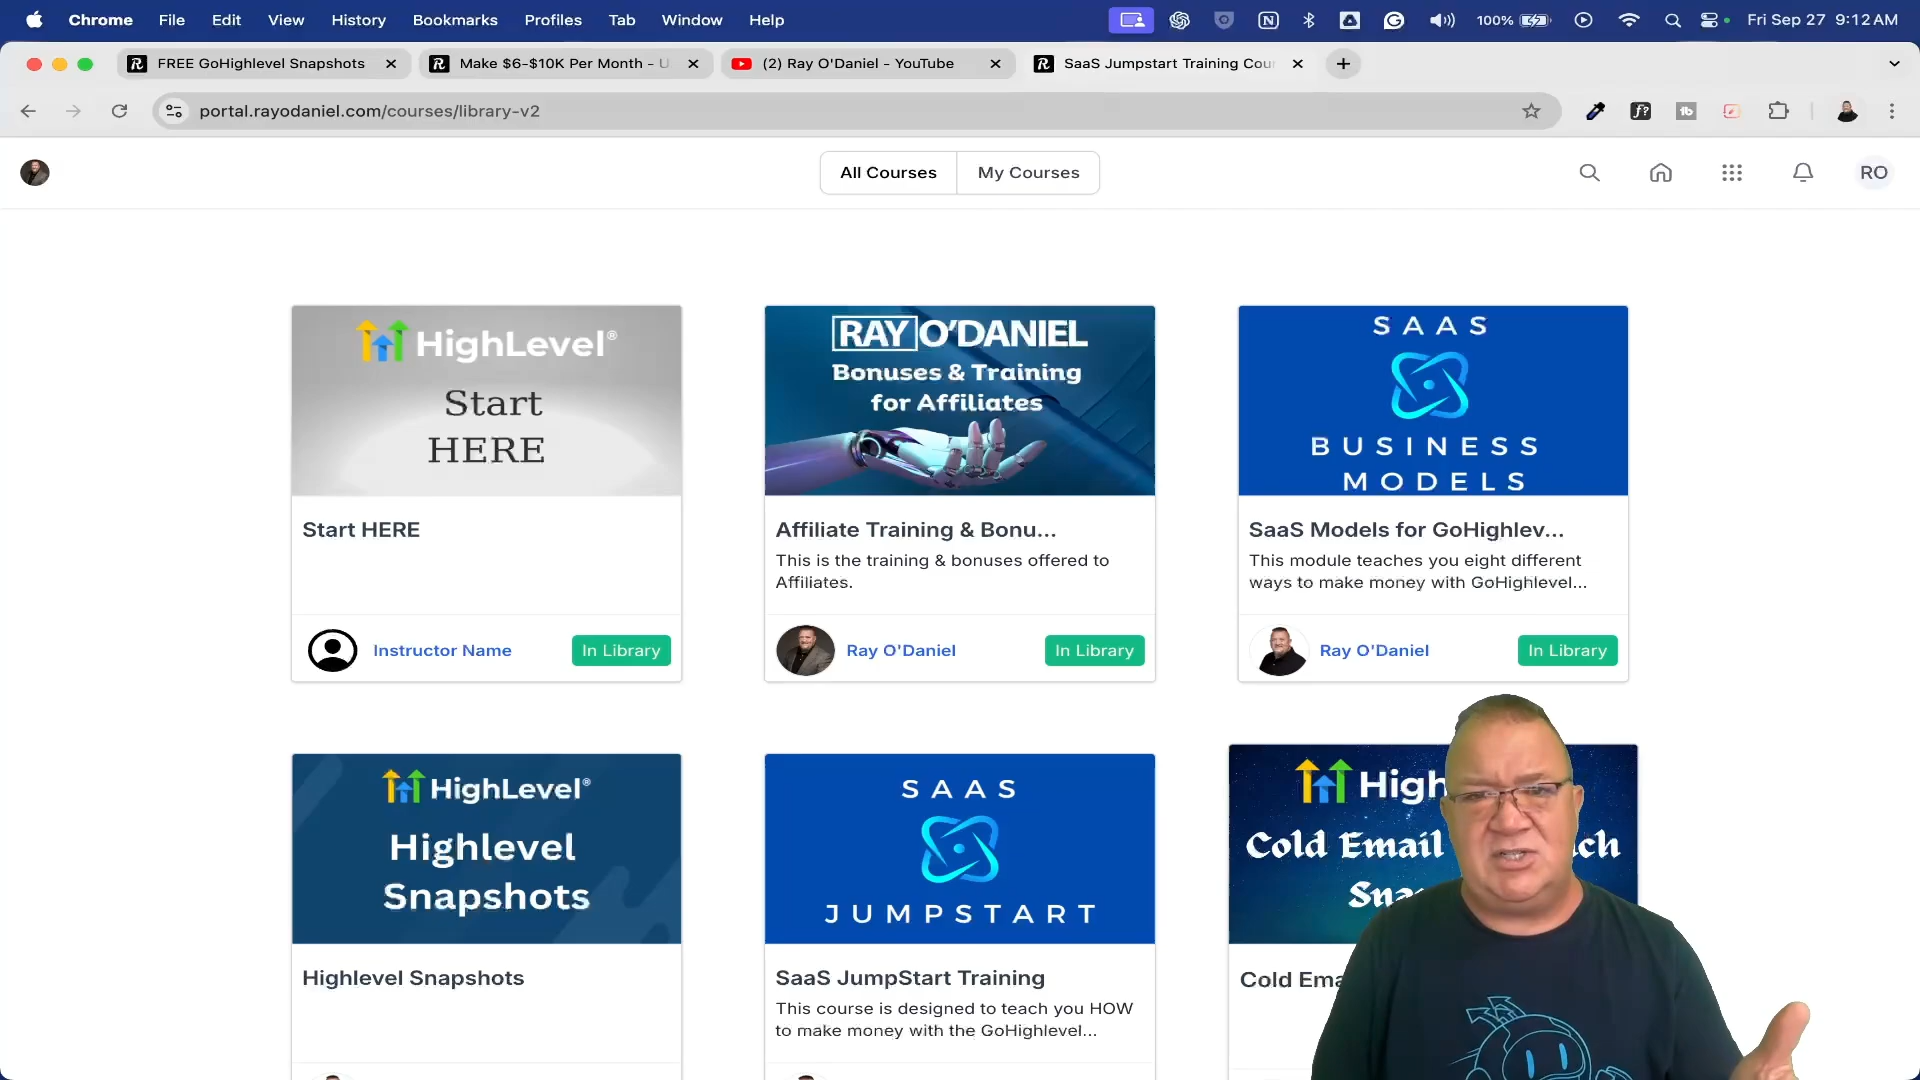 Chrome File Edit View History Bookmarks Profiles Tab Window Help 100% Fri Sep 27 9:12 AM
FREE GoHighlevel Snapshots Make $6-$10K Per Month - U (2) Ray O'Daniel - YouTube SaaS Jumpstart Training Cou
portal.rayodaniel.com/courses/library-v2
All Courses My Courses RO
HighLevel®
Start
HERE
Start HERE
Instructor Name In Library
RAY O'DANIEL
Bonuses & Training
for Affiliates
Affiliate Training & Bonu...
This is the training & bonuses offered to
Affiliates.
Ray O'Daniel In Library
SAAS
BUSINESS
MODELS
SaaS Models for GoHighlev...
This module teaches you eight different
ways to make money with GoHighlevel...
Ray O'Daniel In Library
HighLevel®
Highlevel
Snapshots
Highlevel Snapshots
SAAS
JUMPSTART
SaaS JumpStart Training
This course is designed to teach you HOW
to make money with the GoHighlevel...
High
Cold Email
Cold Ema